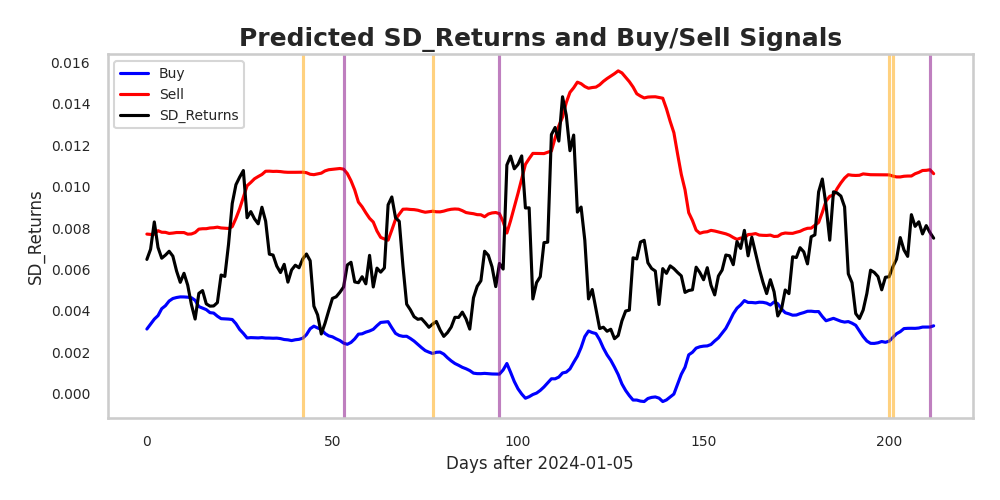 Predicted SD_Returns and Buy/Sell Signals
Buy
Sell
SD_Returns
SD_Returns
0.016
0.014
0.012
0.010
0.008
0.006
0.004
0.002
0.000
0
50
100
150
200
Days after 2024-01-05